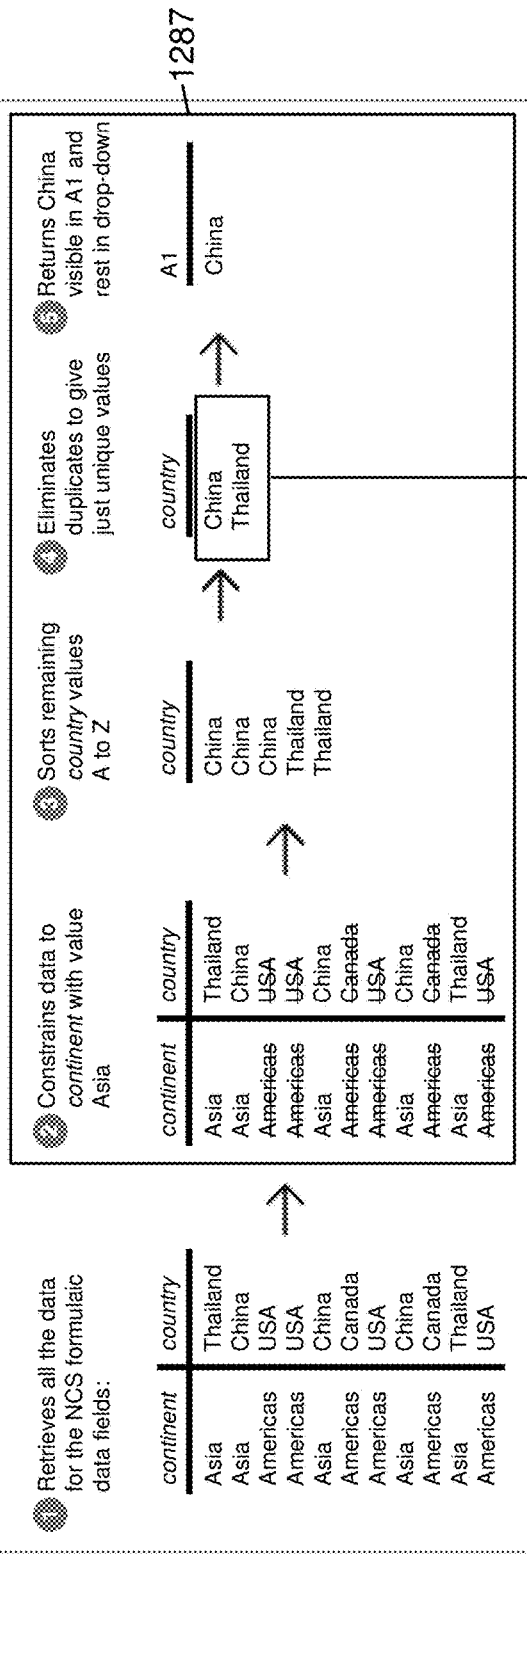 1 Retrieves all the data
for the NCS formulaic
data fields:
continent country
Asia Thailand
Asia China
Americas USA
Americas USA
Asia China
Americas Canada
Americas USA
Asia China
Americas Canada
Asia Thailand
Americas USA
2 Constrains data to
continent with value
Asia
continent country
Asia Thailand
Asia China
Americas USA
Americas USA
Asia China
Americas Canada
Americas USA
Asia China
Americas Canada
Asia Thailand
Americas USA
3 Sorts remaining
country values
A to Z
country
China
China
China
Thailand
Thailand
4 Eliminates
duplicates to give
just unique values
country
China
Thailand
5 Returns China
visible in A1 and
rest in drop-down
A1
China
1287